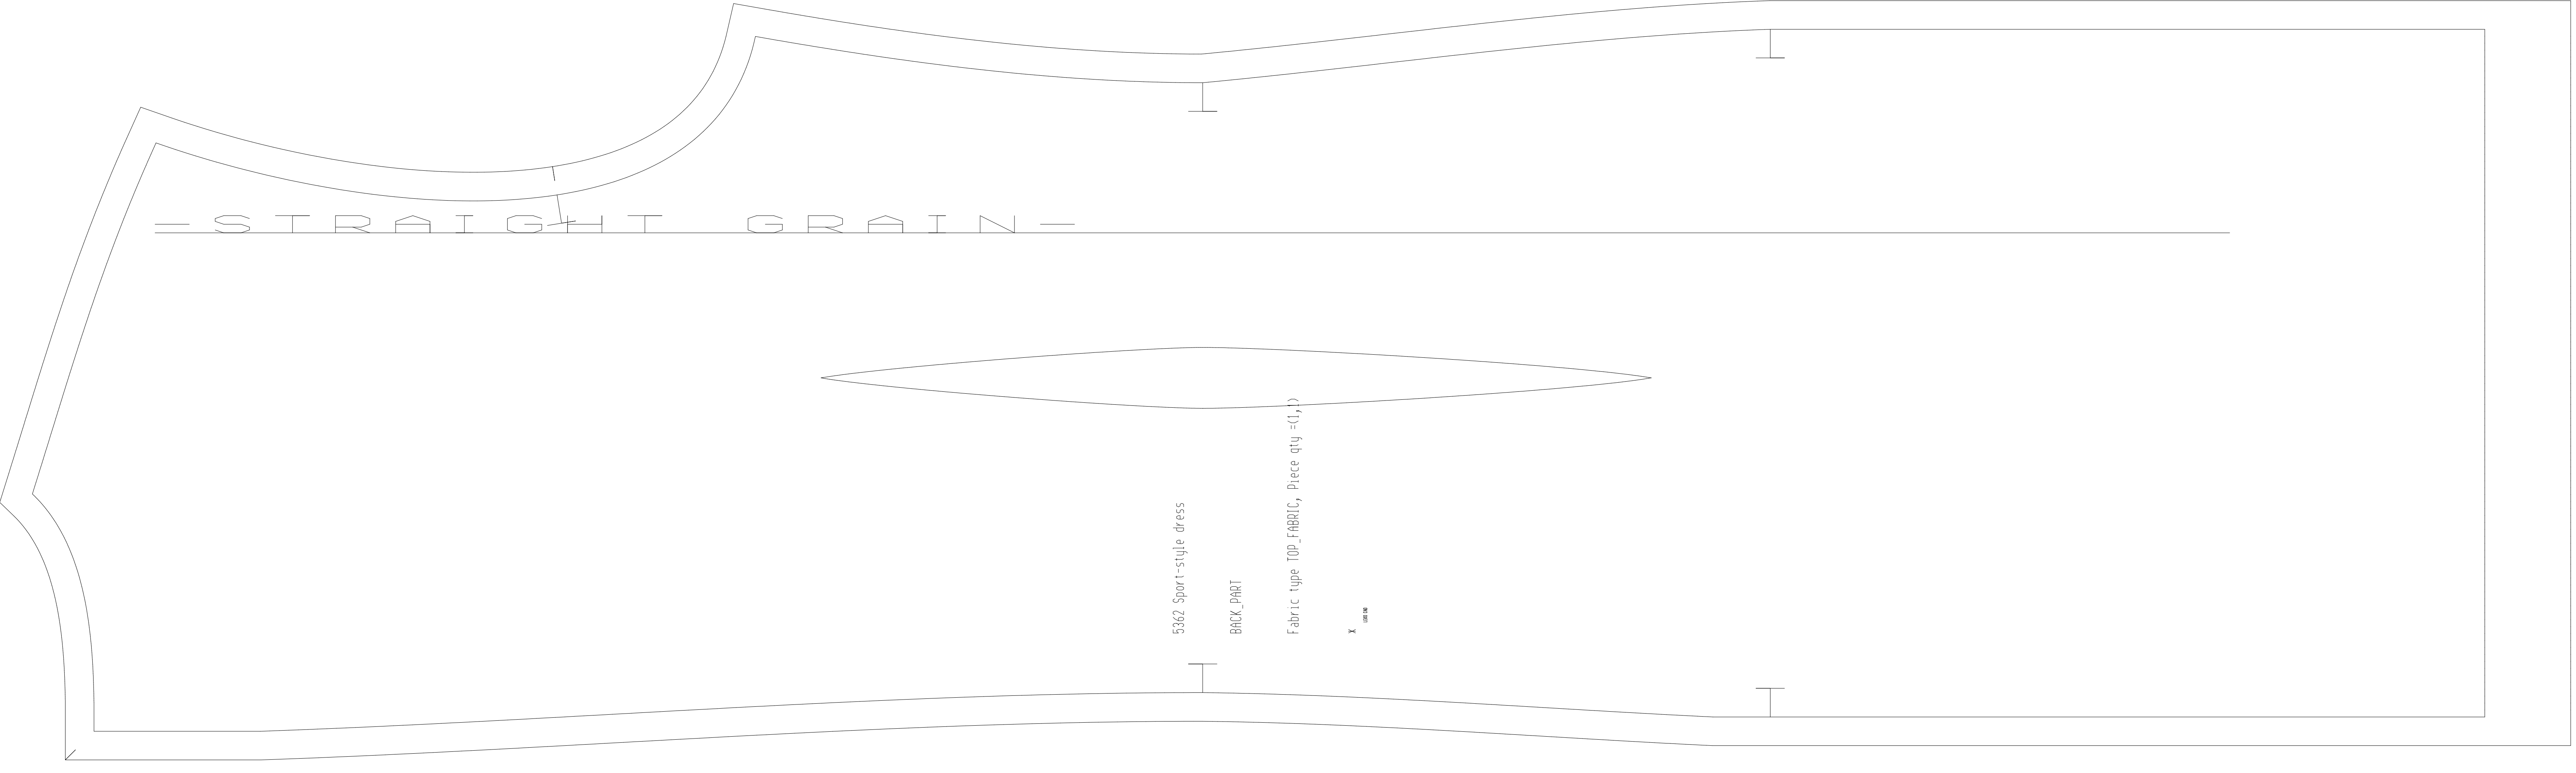 -STRAIGHT GRAIN-
5362 Sport-style dress
BACK_PART
Fabric type TOP_FABRIC, Piece qty =(1,1)
X